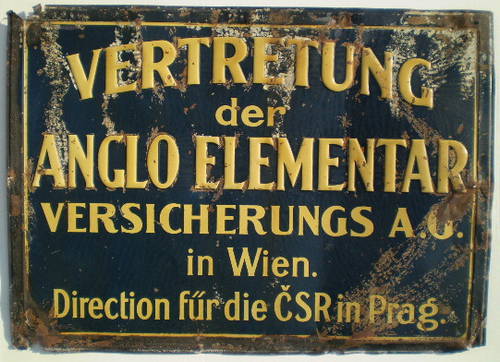 VERTRETUNG
der
ANGLO ELEMENTAR
VERSICHERUNGS A.G.
in Wien.
Direction für die ČSR in Prag.